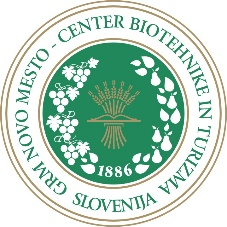 GRM NOVO MESTO - CENTER BIOTEHNIKE IN TURIZMA
SLOVENIJA
1886